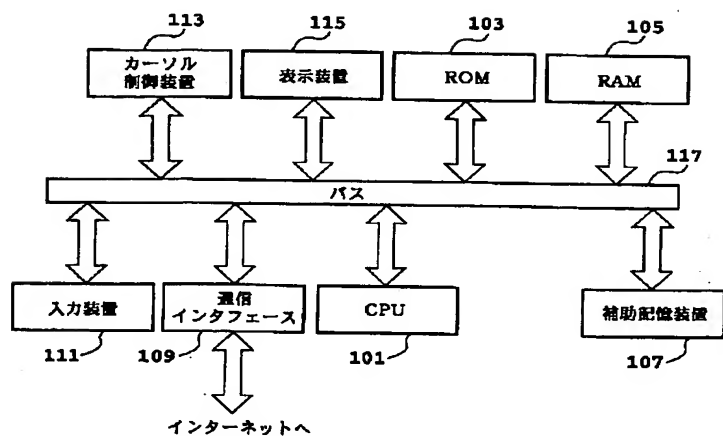 113
115
103
105
カーソル
制御装置
表示装置
ROM
RAM
117
バス
入力装置
通信
インタフェース
CPU
補助記憶装置
111
109
101
107
インターネットへ